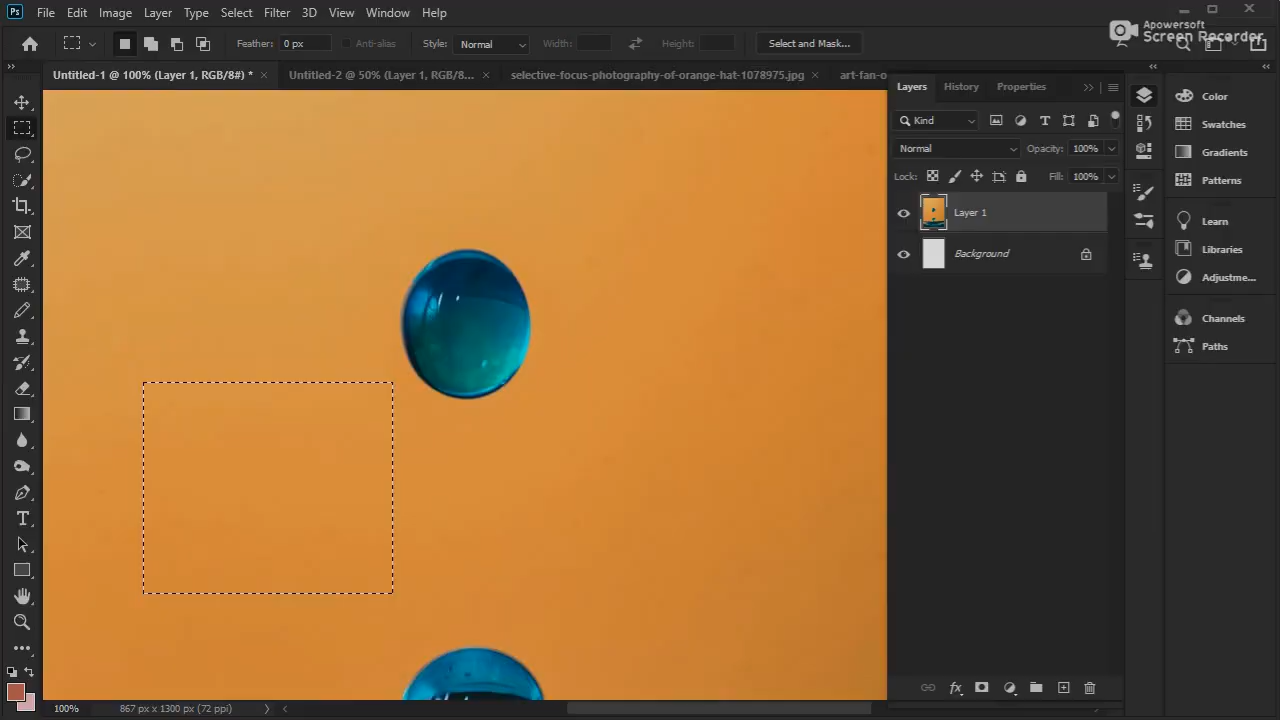 Ps File Edit Image Layer Type Select Filter 3D View Window Help
Apowersoft
Screen Recorder
Feather: 0 px Anti-alias Style: Normal Width: Height: Select and Mask...
Untitled-1 @ 100% (Layer 1, RGB/8#) * × Untitled-2 @ 50% (Layer 1, RGB/8... × selective-focus-photography-of-orange-hat-1078975.jpg × art-fan-o
Layers History Properties
Kind
Normal Opacity: 100%
Lock: Fill: 100%
Layer 1
Background
Color
Swatches
Gradients
Patterns
Learn
Libraries
Adjustme...
Channels
Paths
100% 867 px x 1300 px (72 ppi)